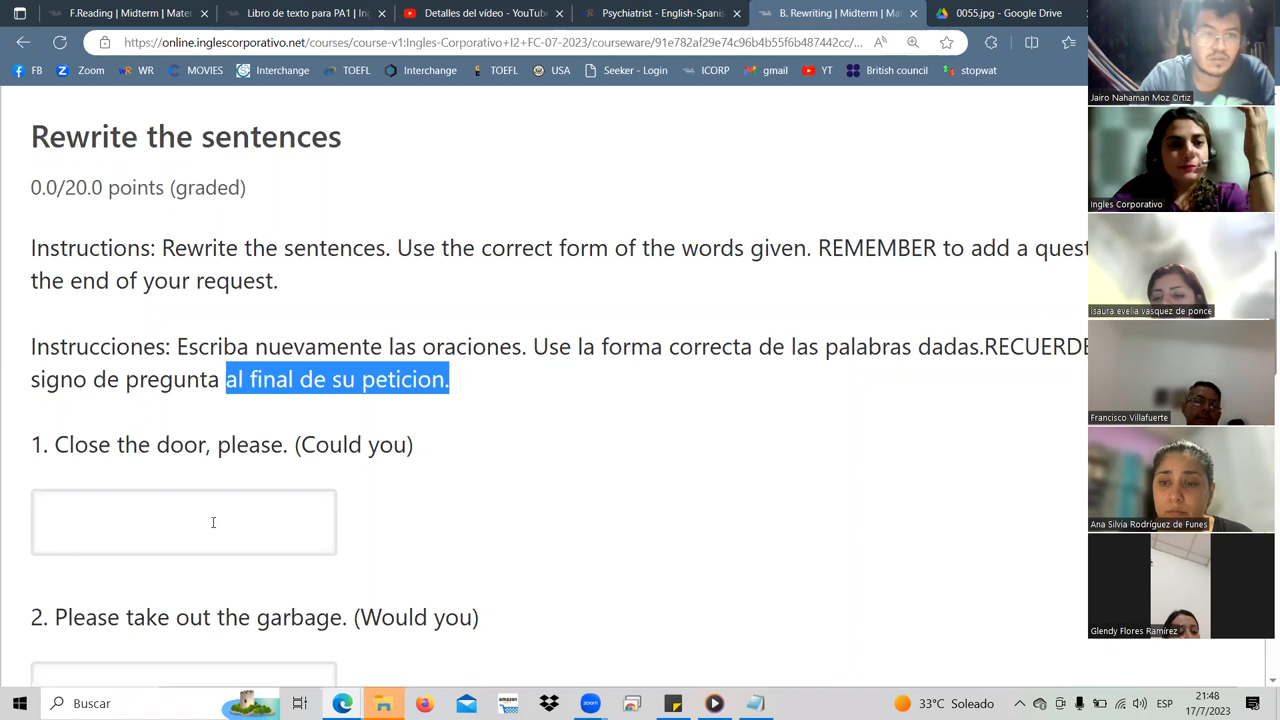 F.Reading | Midterm | Mater
Libro de texto para PA1 | Ing
Detalles del vídeo - YouTube
Psychiatrist - English-Spanis
B. Rewriting | Midterm | Mat
0055.jpg - Google Drive
https://online.inglescorporativo.net/courses/course-v1:Ingles-Corporativo+I2+FC-07-2023/courseware/91e782af29e74c96b4b55f6b487442cc/...
FB Zoom WR MOVIES Interchange TOEFL Interchange TOEFL USA Seeker - Login ICORP gmail YT British council stopwat
Rewrite the sentences
0.0/20.0 points (graded)
Instructions: Rewrite the sentences. Use the correct form of the words given. REMEMBER to add a quest
the end of your request.
Instrucciones: Escriba nuevamente las oraciones. Use la forma correcta de las palabras dadas.RECUERDE
signo de pregunta al final de su peticion.
1. Close the door, please. (Could you)
2. Please take out the garbage. (Would you)
Jairo Nahaman Moz Ortiz
Ingles Corporativo
Isaura evelia vasquez de ponce
Francisco Villafuerte
Ana Silvia Rodríguez de Funes
Glendy Flores Ramírez
Buscar
33°C Soleado
ESP
21:48
17/7/2023